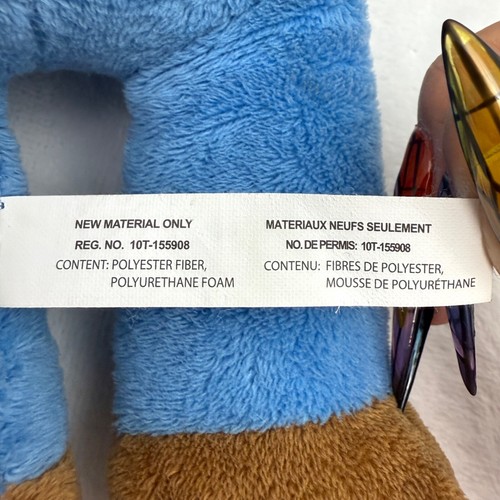 NEW MATERIAL ONLY
REG. NO. 10T-155908
CONTENT: POLYESTER FIBER,
POLYURETHANE FOAM
MATERIAUX NEUFS SEULEMENT
NO. DE PERMIS: 10T-155908
CONTENU: FIBRES DE POLYESTER,
MOUSSE DE POLYURÉTHANE